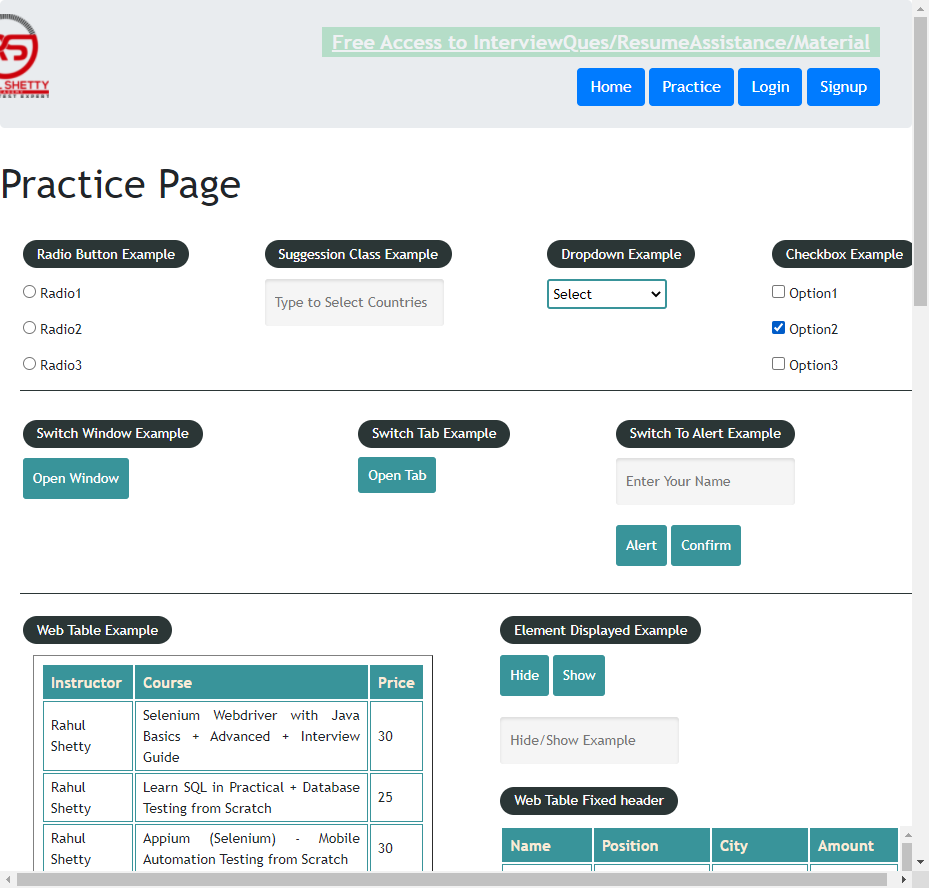 L SHETTY
Free Access to InterviewQues/ResumeAssistance/Material
Home Practice Login Signup
Practice Page
Radio Button Example
Radio1
Radio2
Radio3
Suggession Class Example
Type to Select Countries
Dropdown Example
Select
Checkbox Example
Option1
Option2
Option3
Switch Window Example
Open Window
Switch Tab Example
Open Tab
Switch To Alert Example
Enter Your Name
Alert Confirm
Web Table Example
Instructor Course Price
Rahul Shetty Selenium Webdriver with Java Basics + Advanced + Interview Guide 30
Rahul Shetty Learn SQL in Practical + Database Testing from Scratch 25
Rahul Shetty Appium (Selenium) - Mobile Automation Testing from Scratch 30
Element Displayed Example
Hide Show
Hide/Show Example
Web Table Fixed header
Name Position City Amount